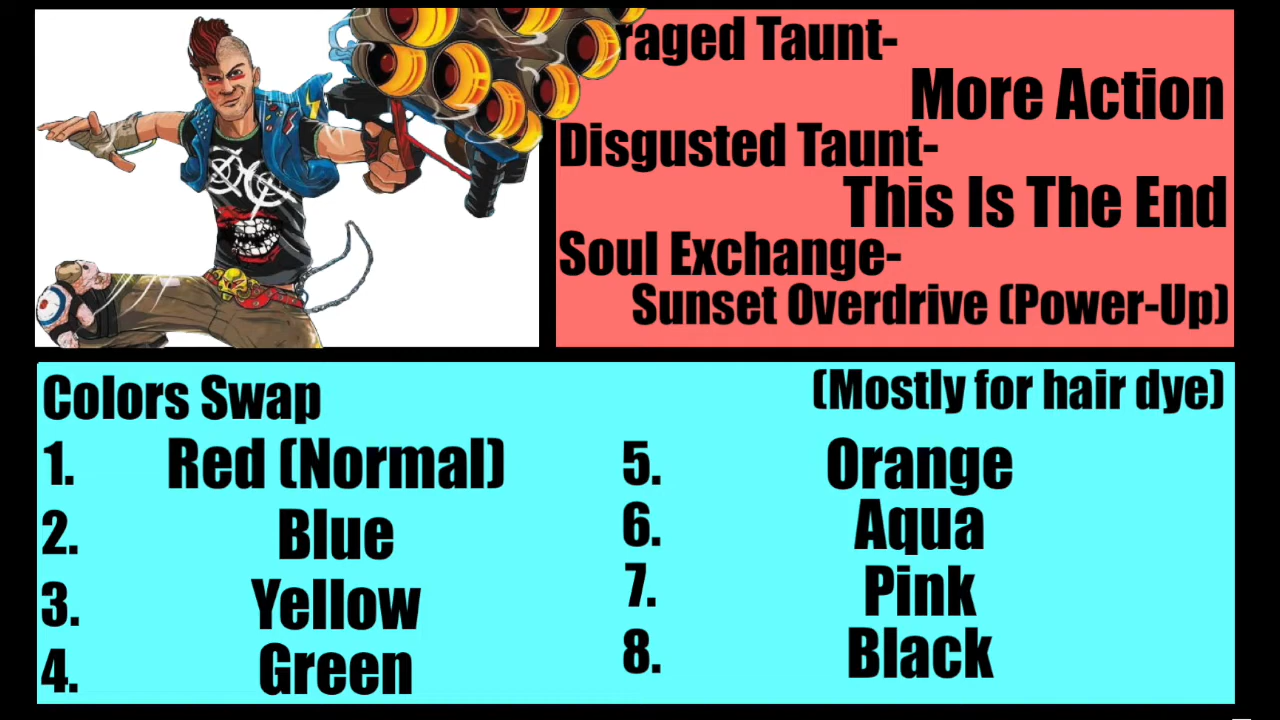 raged Taunt-
More Action
Disgusted Taunt-
This Is The End
Soul Exchange-
Sunset Overdrive (Power-Up)
Colors Swap
(Mostly for hair dye)
1. Red (Normal)
2. Blue
3. Yellow
4. Green
5. Orange
6. Aqua
7. Pink
8. Black